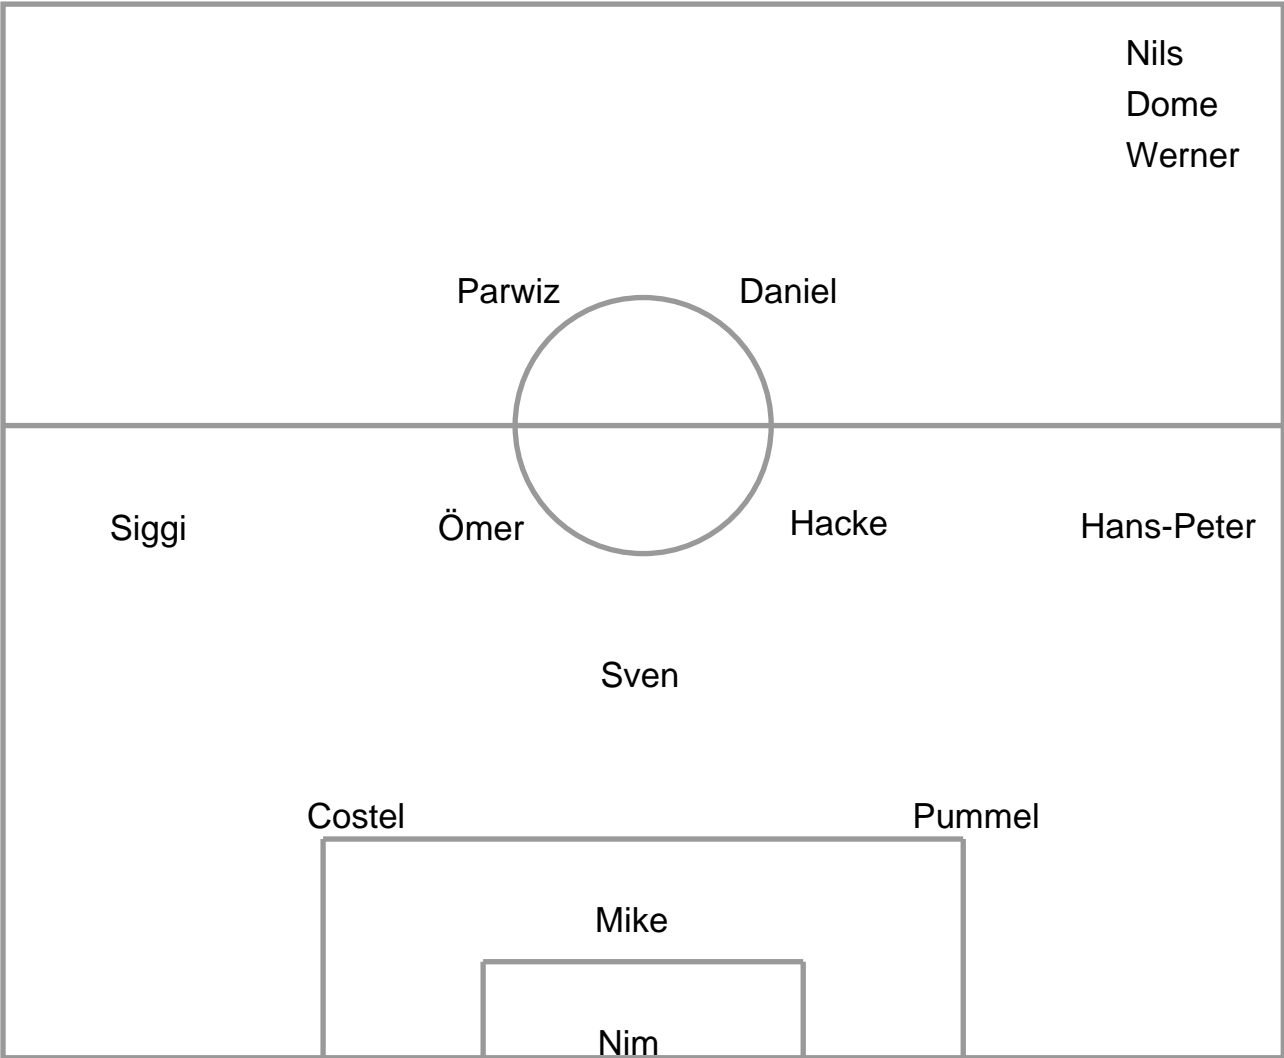 Nils
Dome
Werner
Parwiz Daniel
Siggi Ömer Hacke Hans-Peter
Sven
Costel Pummel
Mike
Nim